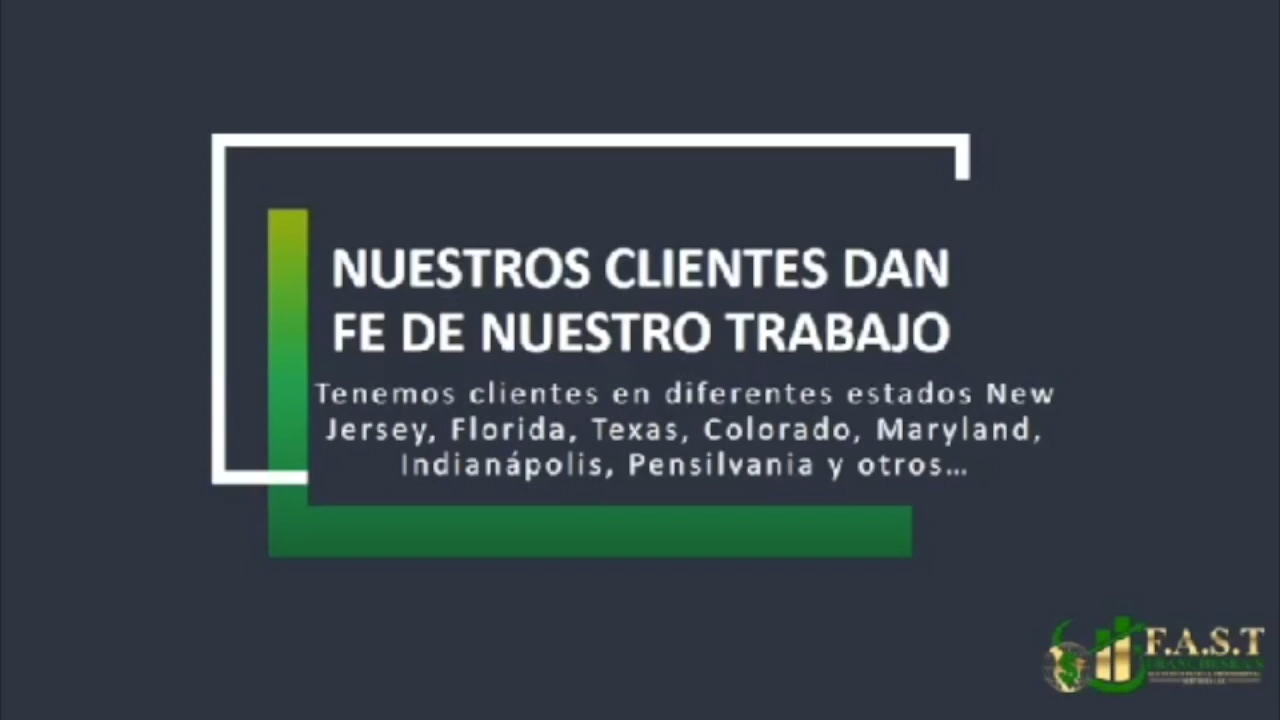 NUESTROS CLIENTES DAN
FE DE NUESTRO TRABAJO
Tenemos clientes en diferentes estados New
Jersey, Florida, Texas, Colorado, Maryland,
Indianápolis, Pensilvania y otros...
F.A.S.T